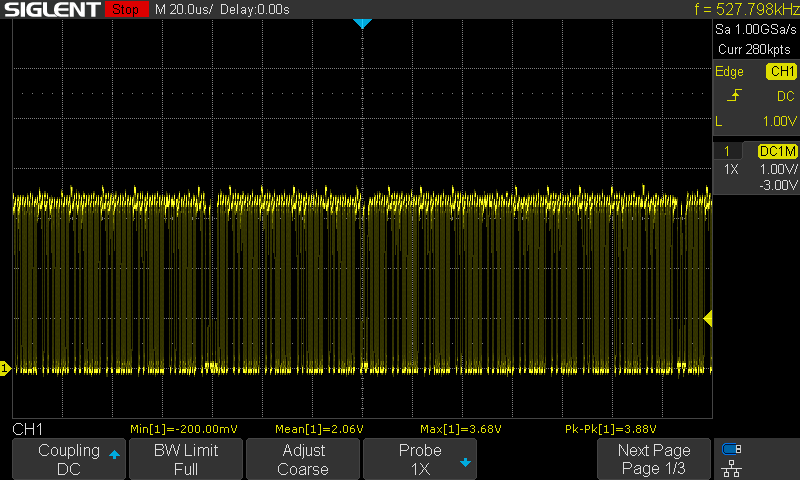 SIGLENT Stop M 20.0us/ Delay:0.00s f = 527.798kHz
Sa 1.00GSa/s
Curr 280kpts
Edge CH1
DC
L 1.00V
1 DC1M
1X 1.00V/
-3.00V
1
CH1 Min[1]=-200.00mV Mean[1]=2.06V Max[1]=3.68V Pk-Pk[1]=3.88V
Coupling BW Limit Adjust Probe Next Page
DC Full Coarse 1X Page 1/3